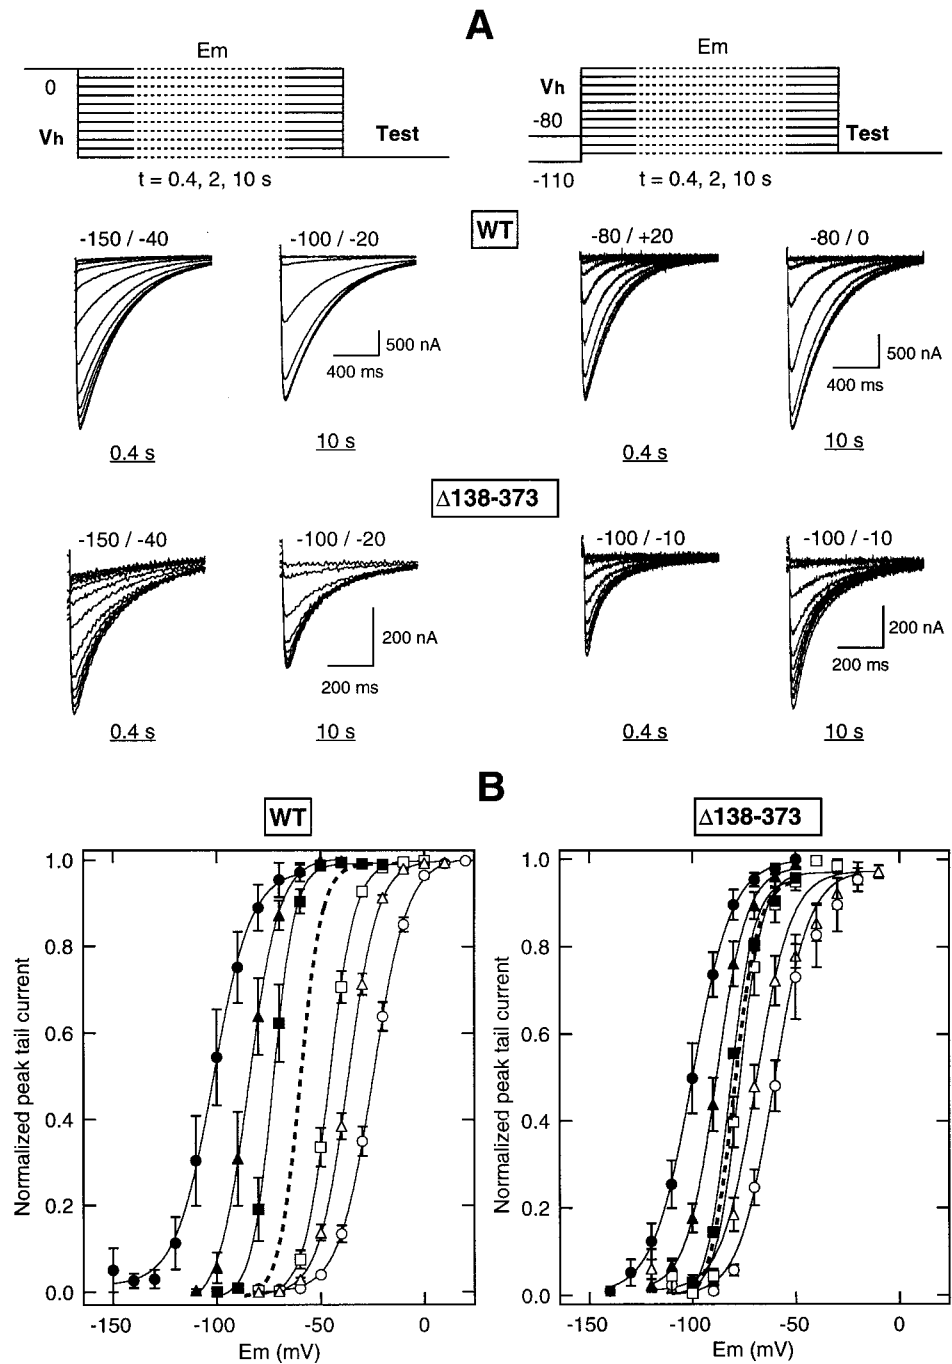 A
Em
0
Vh
Test
t = 0.4, 2, 10 s
Em
Vh
-80
-110
Test
t = 0.4, 2, 10 s
WT
-150 / -40
-100 / -20
-80 / +20
-80 / 0
500 nA
400 ms
500 nA
400 ms
0.4 s
10 s
0.4 s
10 s
Δ138-373
-150 / -40
-100 / -20
-100 / -10
-100 / -10
200 nA
200 ms
200 nA
200 ms
0.4 s
10 s
0.4 s
10 s
B
WT
Normalized peak tail current
1.0
0.8
0.6
0.4
0.2
0.0
-150
-100
-50
0
Em (mV)
Δ138-373
Normalized peak tail current
1.0
0.8
0.6
0.4
0.2
0.0
-150
-100
-50
0
Em (mV)